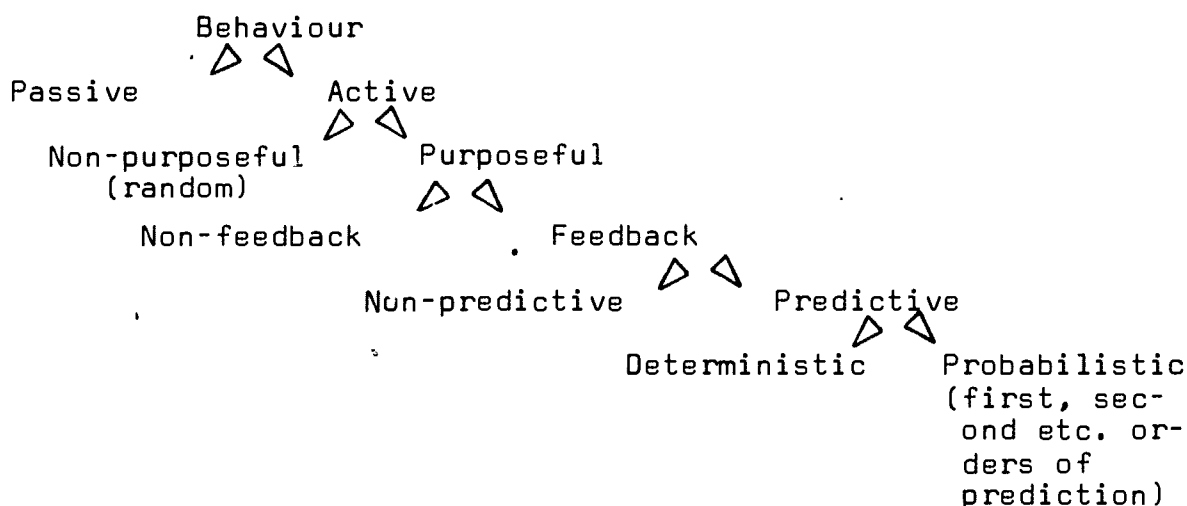 Behaviour
Passive Active
Non-purposeful Purposeful
(random)
Non-feedback Feedback
Non-predictive Predictive
Deterministic Probabilistic
(first, sec-
ond etc. or-
ders of
prediction)